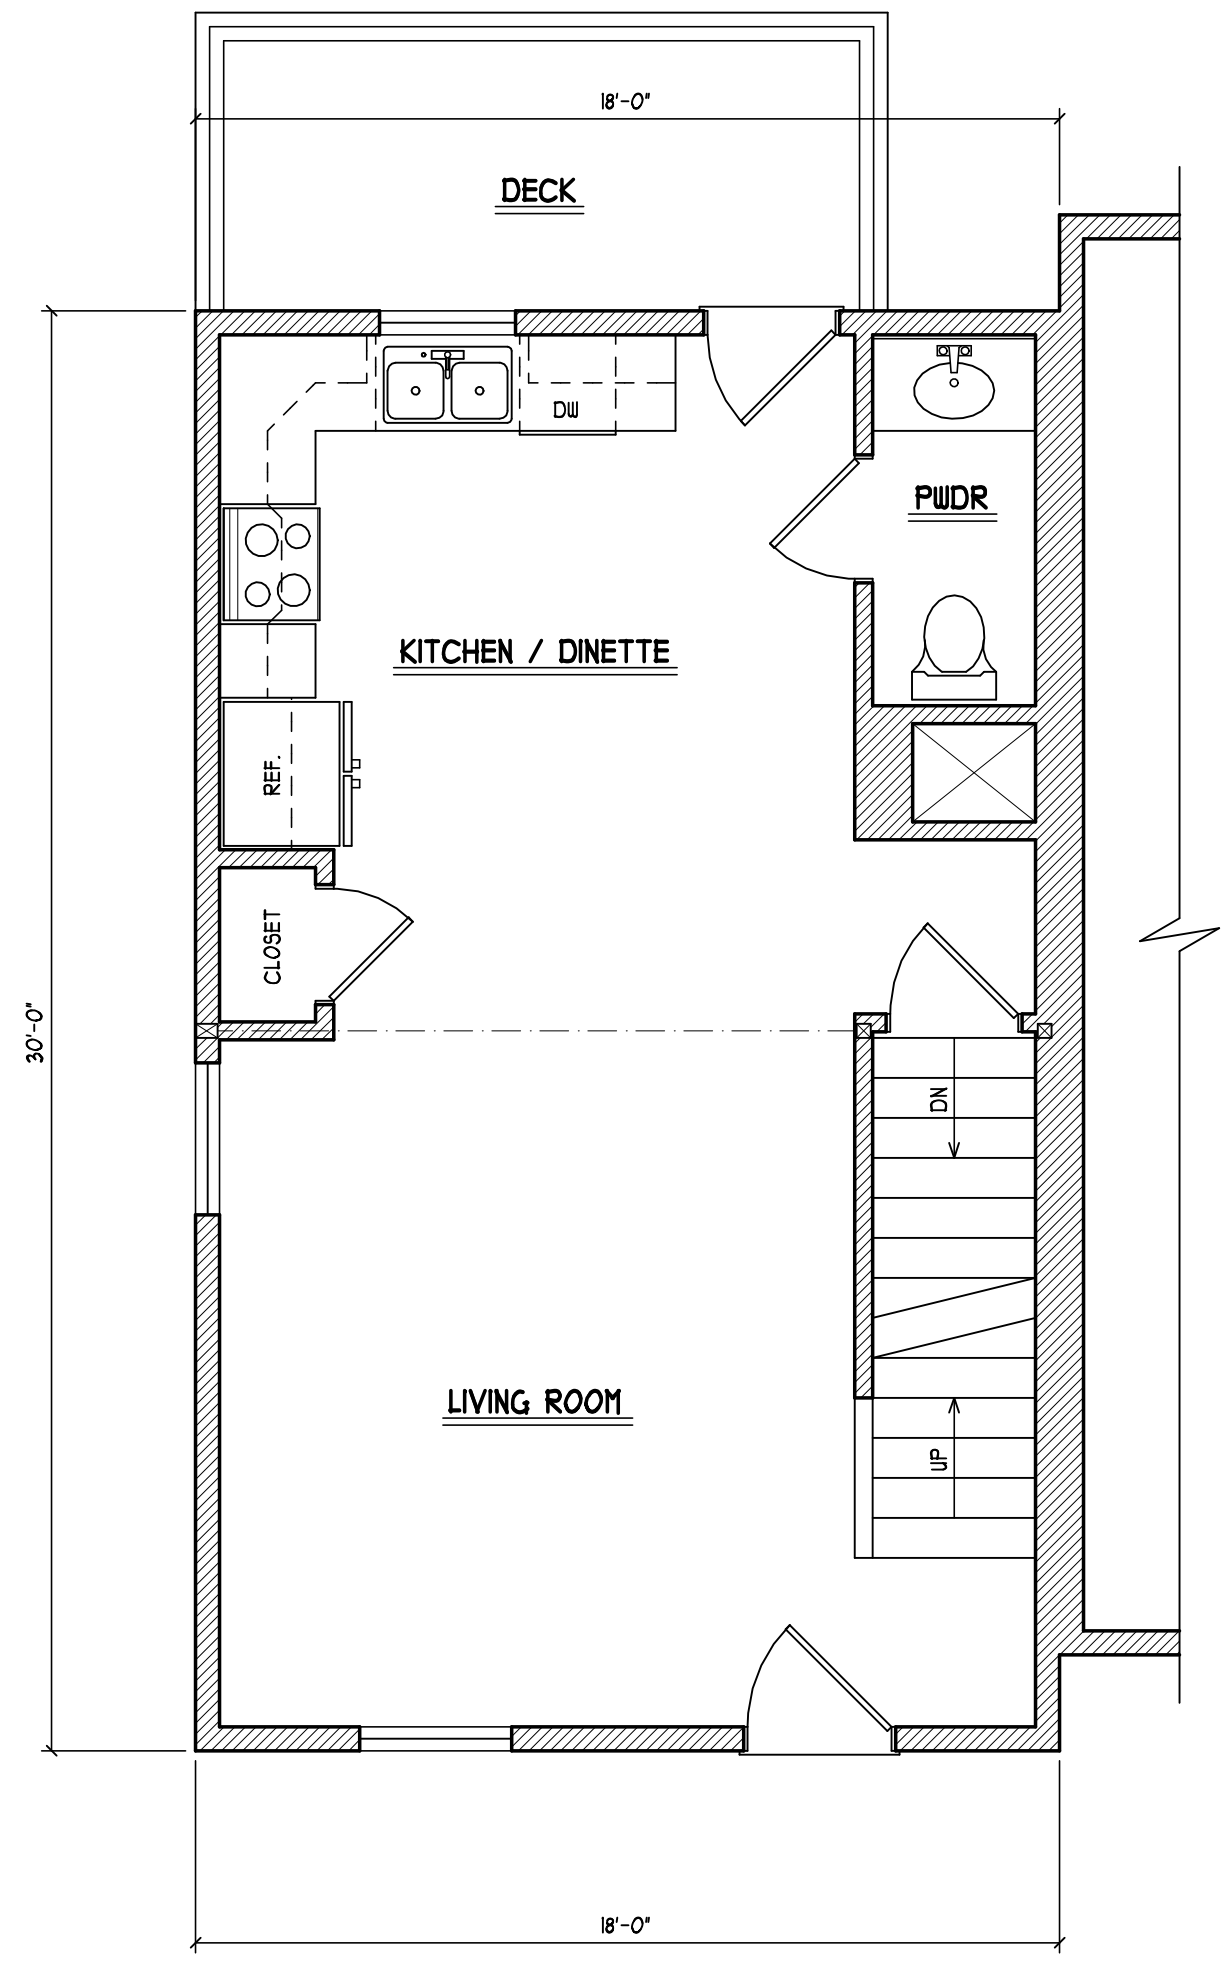 18'-0"
DECK
DW
PWDR
KITCHEN / DINETTE
REF.
CLOSET
30'-0"
DN
LIVING ROOM
UP
18'-0"